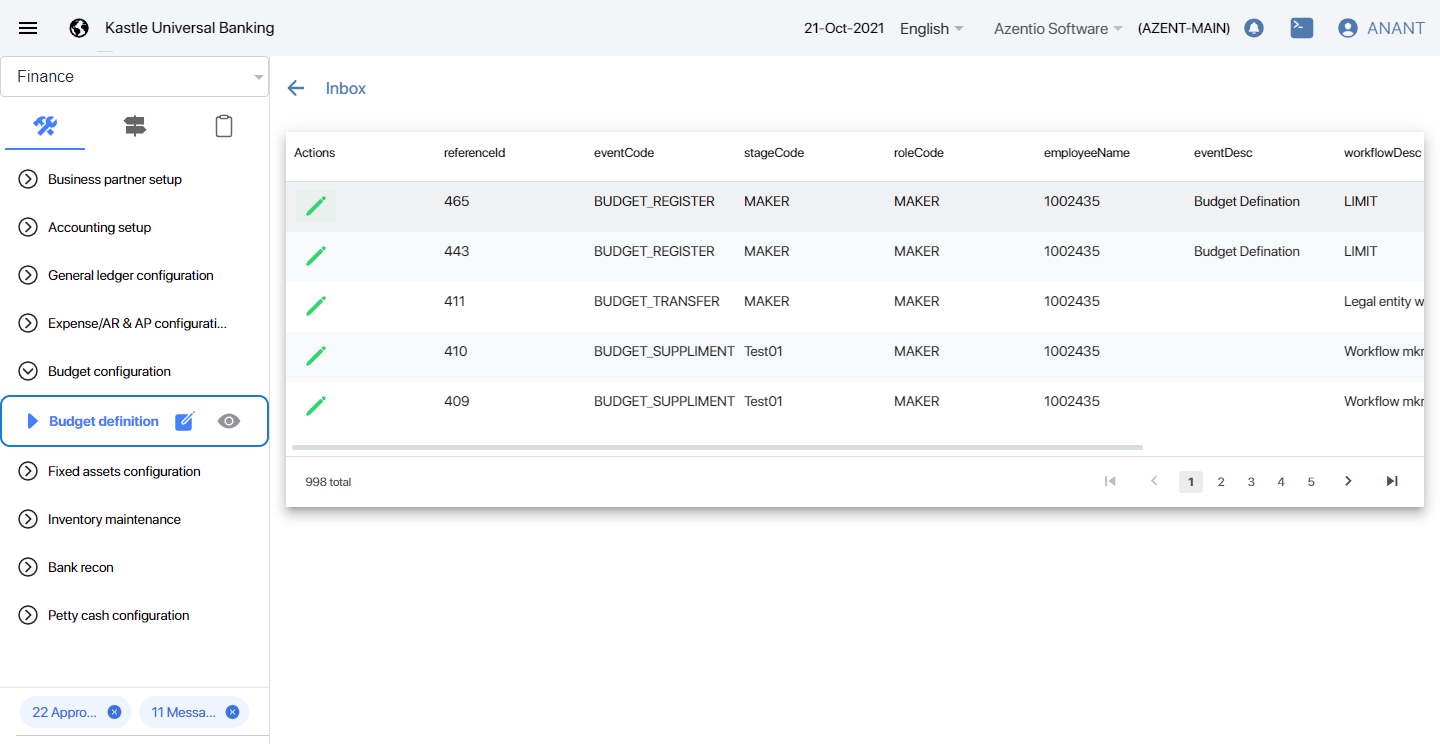 Kastle Universal Banking
21-Oct-2021 English Azentio Software (AZENT-MAIN) ANANT
Finance
Business partner setup
Accounting setup
General ledger configuration
Expense/AR & AP configurati...
Budget configuration
Budget definition
Fixed assets configuration
Inventory maintenance
Bank recon
Petty cash configuration
22 Appro... 11 Messa...
Inbox
Actions referenceId eventCode stageCode roleCode employeeName eventDesc workflowDesc
465 BUDGET_REGISTER MAKER MAKER 1002435 Budget Defination LIMIT
443 BUDGET_REGISTER MAKER MAKER 1002435 Budget Defination LIMIT
411 BUDGET_TRANSFER MAKER MAKER 1002435 Legal entity w
410 BUDGET_SUPPLIMENT Test01 MAKER 1002435 Workflow mkr
409 BUDGET_SUPPLIMENT Test01 MAKER 1002435 Workflow mkr
998 total 1 2 3 4 5